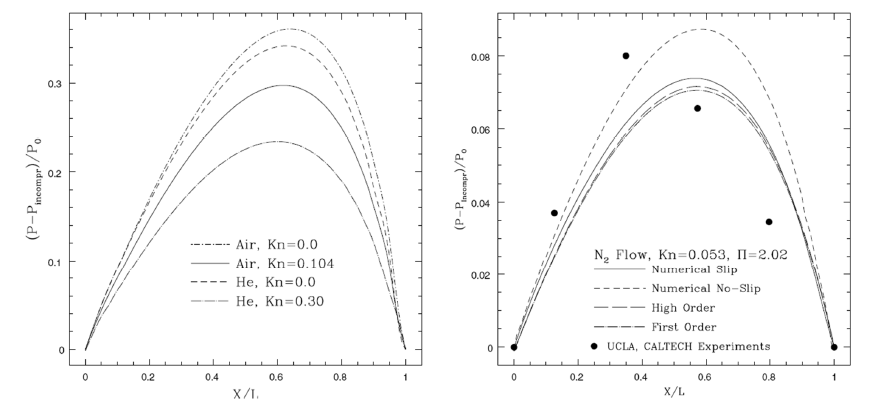 (P-P_incompr)/P_0
0.3
0.2
0.1
0
Air, Kn=0.0
Air, Kn=0.104
He, Kn=0.0
He, Kn=0.30
0 0.2 0.4 0.6 0.8 1
X/L
(P-P_incompr)/P_0
0.08
0.06
0.04
0.02
0
N_2 Flow, Kn=0.053, Π=2.02
Numerical Slip
Numerical No-Slip
High Order
First Order
UCLA, CALTECH Experiments
0 0.2 0.4 0.6 0.8 1
X/L